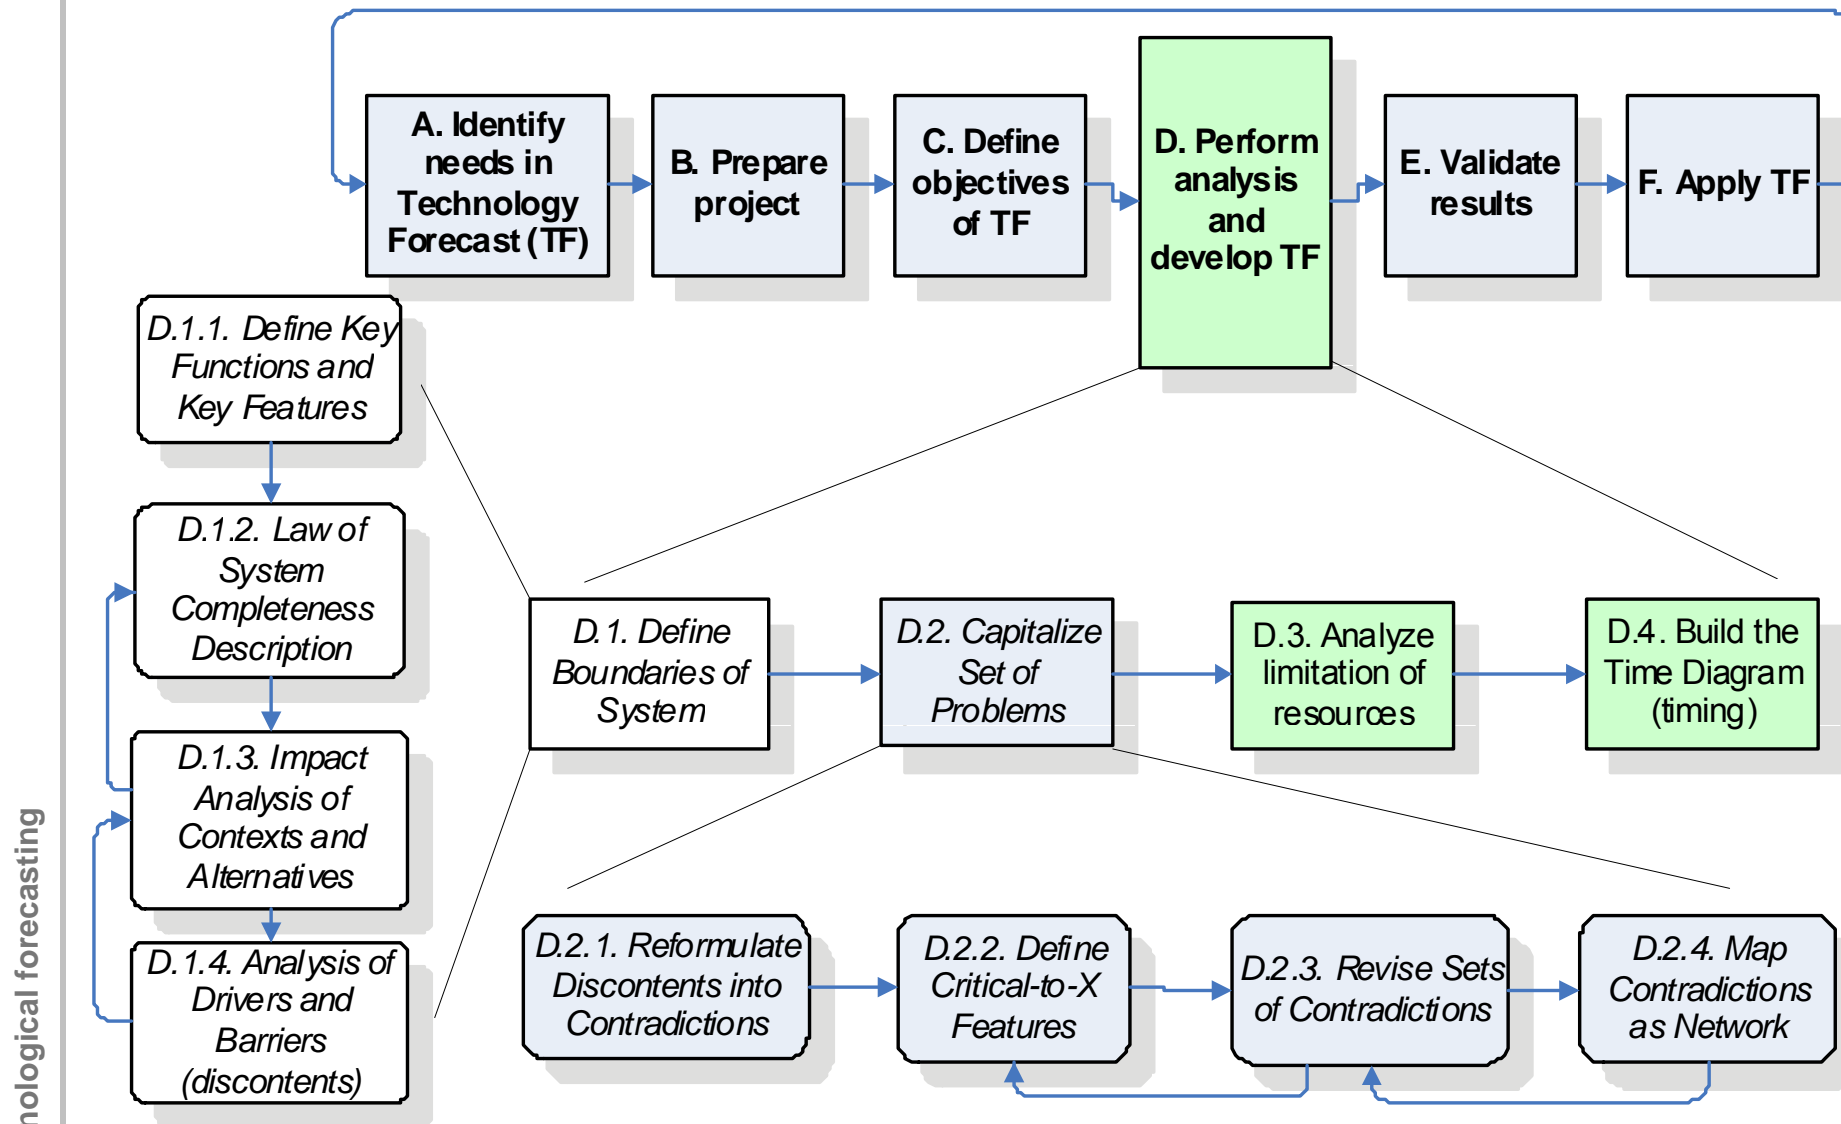 A. Identify
needs in
Technology
Forecast (TF)
B. Prepare
project
C. Define
objectives
of TF
D. Perform
analysis
and
develop TF
E. Validate
results
F. Apply TF
D.1.1. Define Key
Functions and
Key Features
D.1.2. Law of
System
Completeness
Description
D.1.3. Impact
Analysis of
Contexts and
Alternatives
D.1.4. Analysis of
Drivers and
Barriers
(discontents)
D.1. Define
Boundaries of
System
D.2. Capitalize
Set of
Problems
D.3. Analyze
limitation of
resources
D.4. Build the
Time Diagram
(timing)
D.2.1. Reformulate
Discontents into
Contradictions
D.2.2. Define
Critical-to-X
Features
D.2.3. Revise Sets
of Contradictions
D.2.4. Map
Contradictions
as Network
nological forecasting